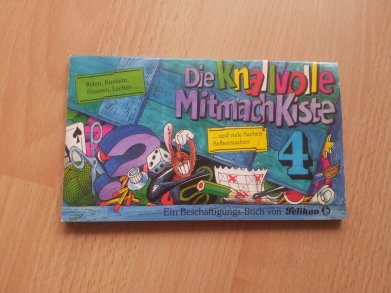 Raten, Knobeln,
Staunen, Lachen ...
Die knallvolle
MitmachKiste
... und viele Sachen
Selbermachen
4
Ein Beschäftigungs-Buch von Pelikan